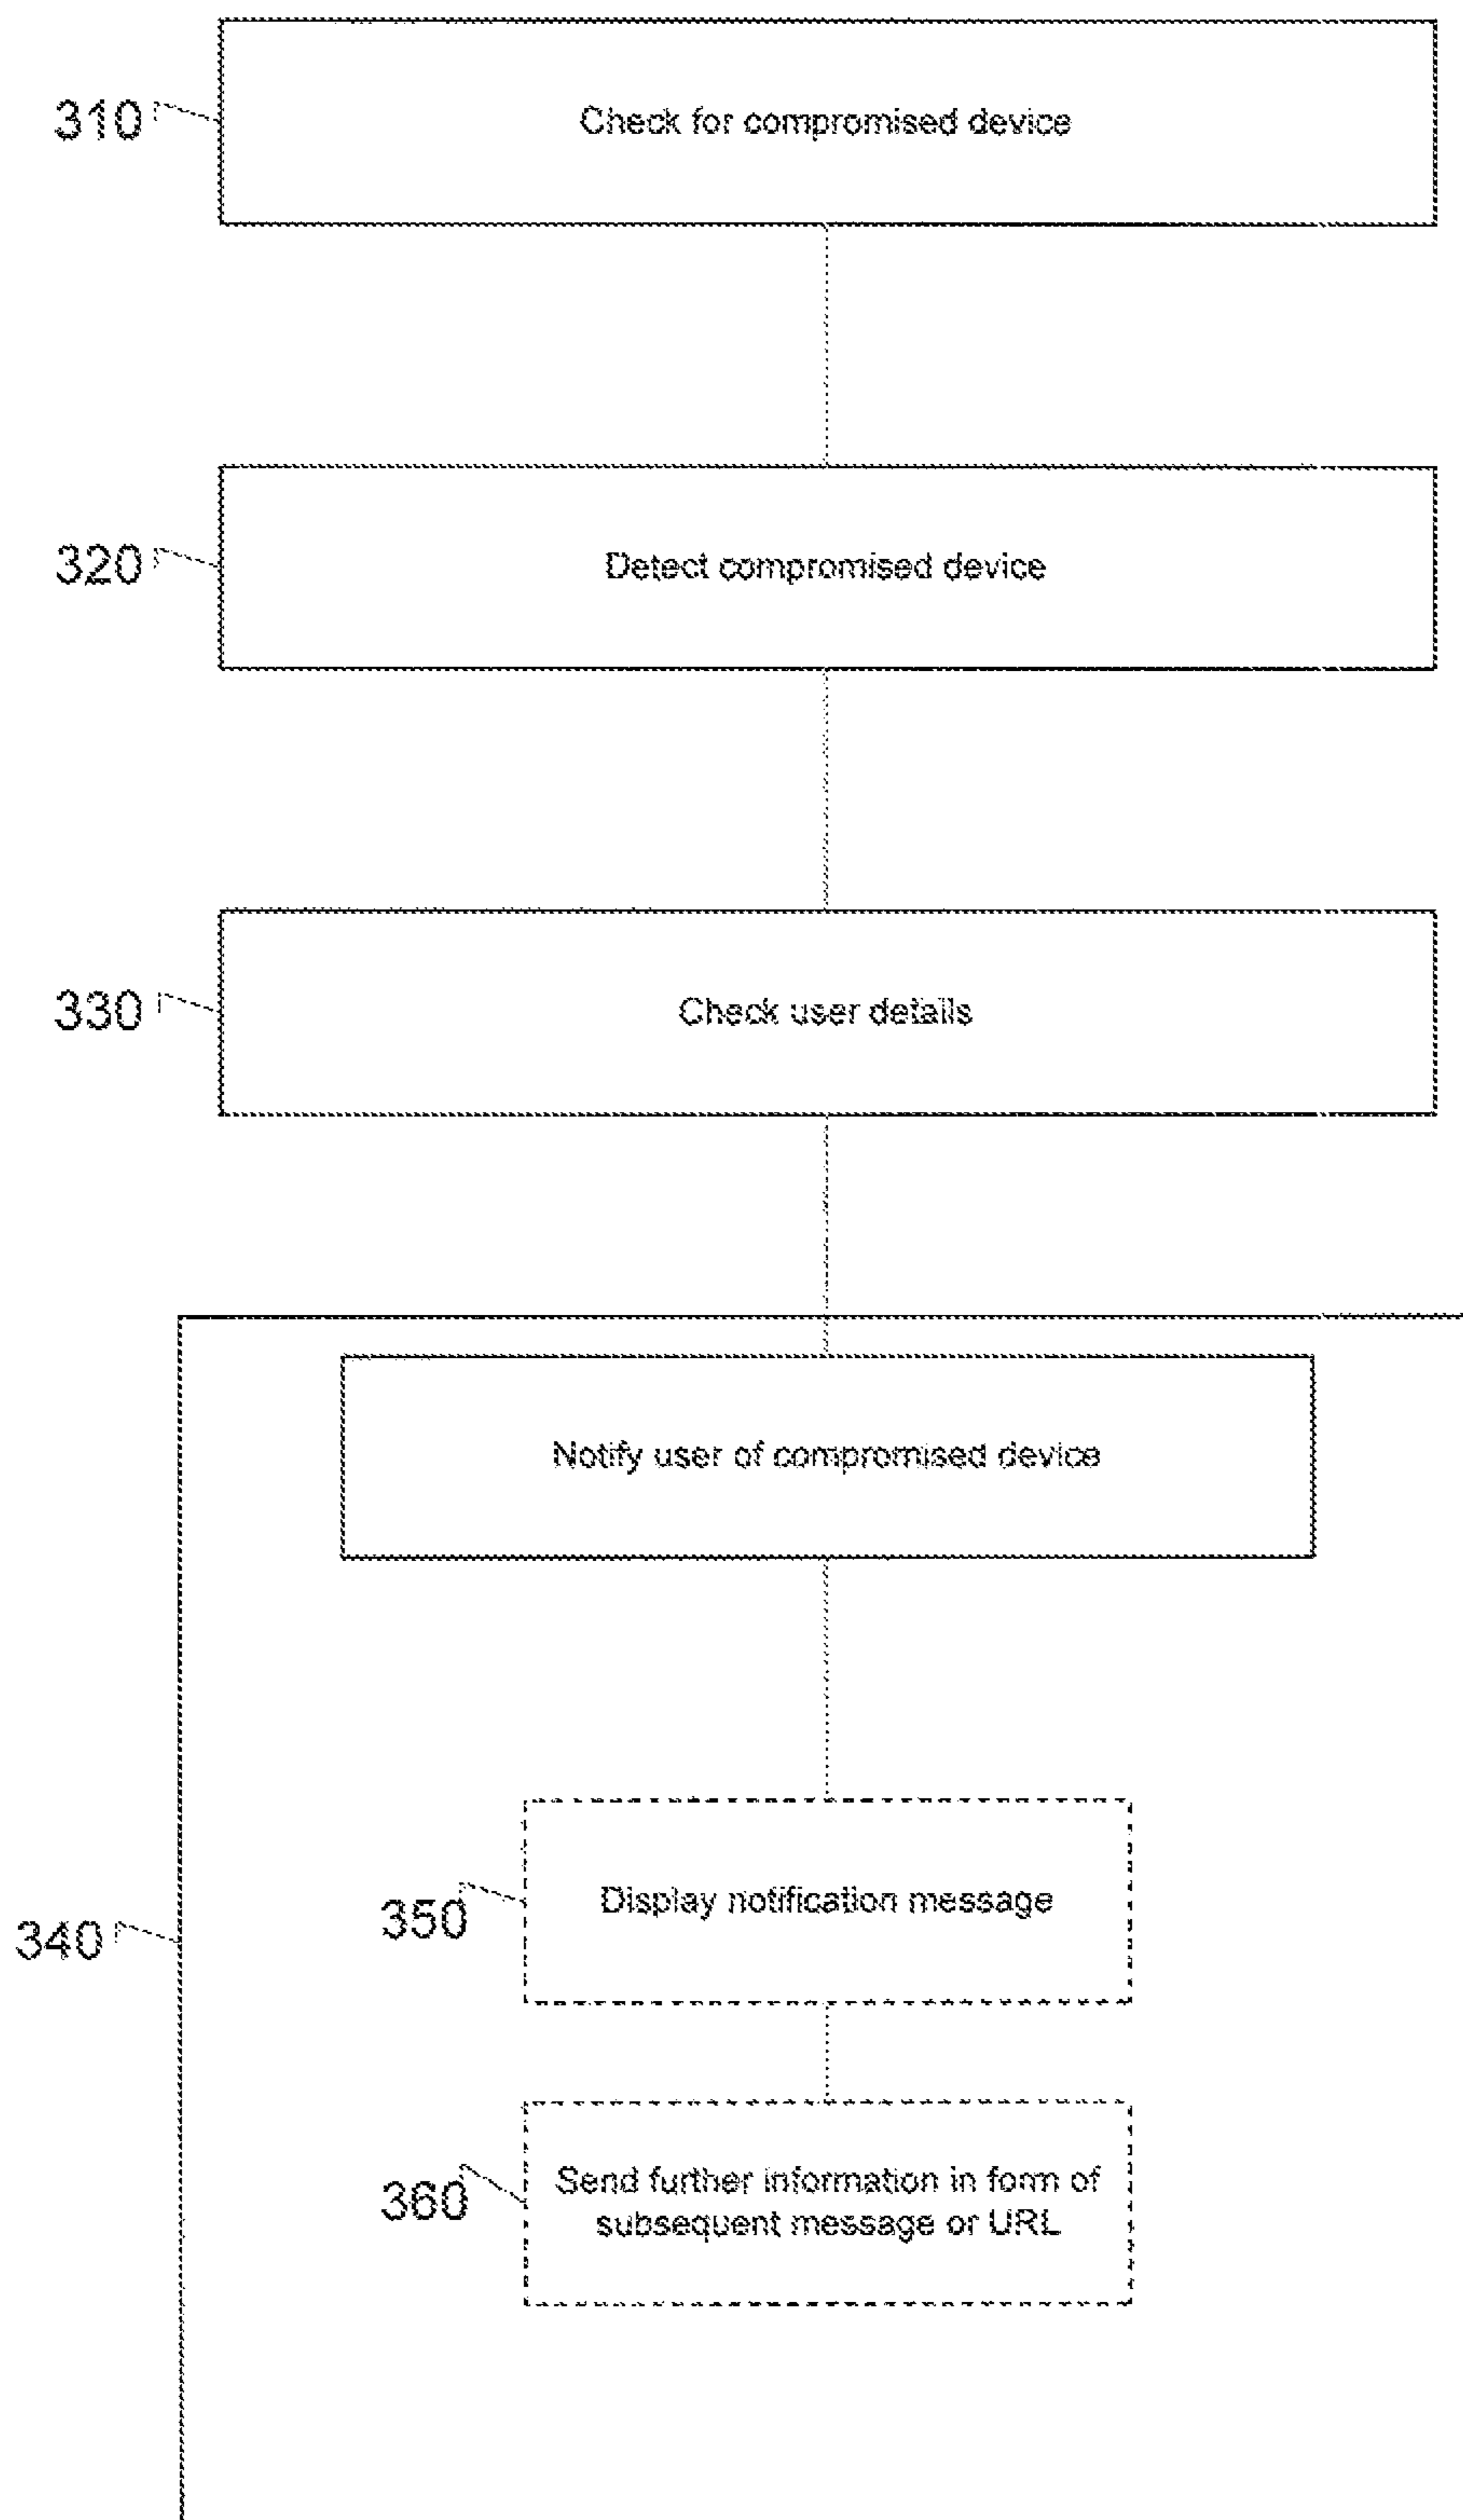 310
Check for compromised device
320
Detect compromised device
330
Check user details
Notify user of compromised device
350
Display notification message
340
360
Send further information in form of
subsequent message or URL